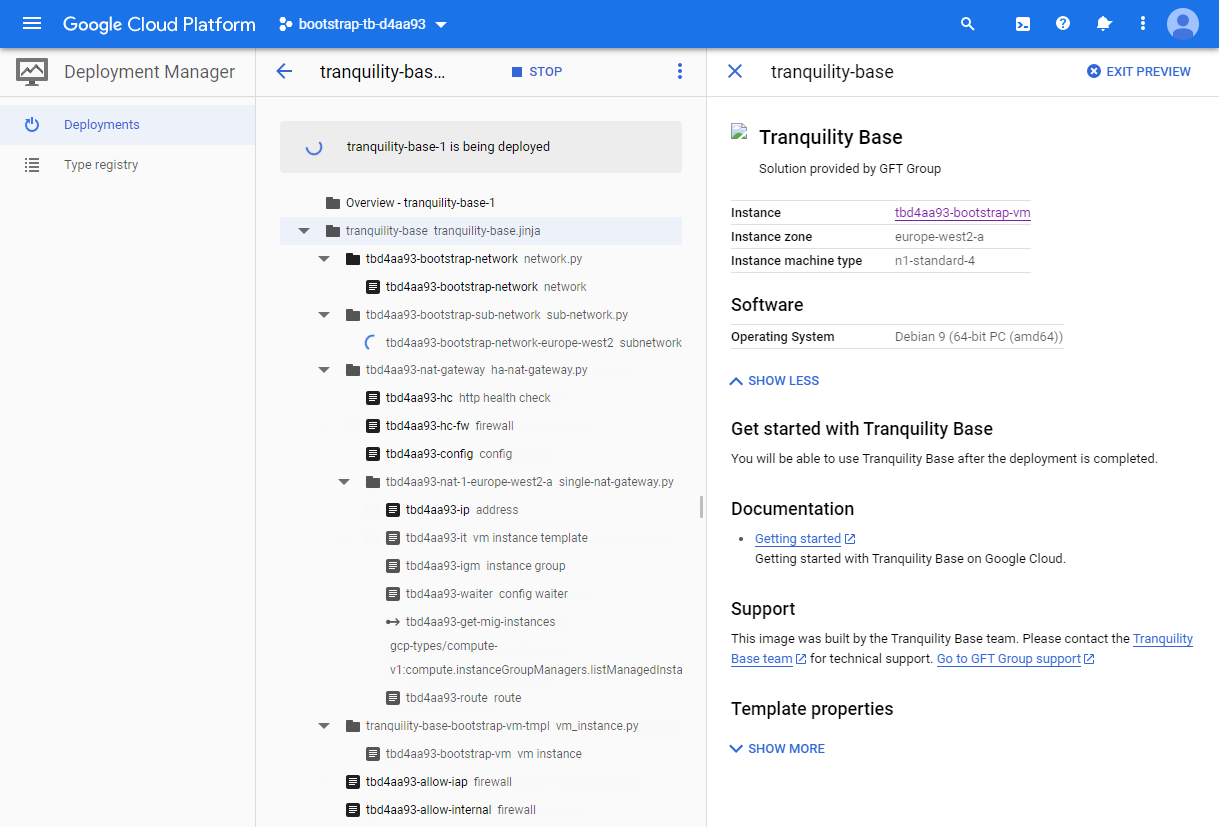 Google Cloud Platform bootstrap-tb-d4aa93
Deployment Manager
Deployments
Type registry
tranquility-bas... STOP
tranquility-base-1 is being deployed
Overview - tranquility-base-1
tranquility-base tranquility-base.jinja
tbd4aa93-bootstrap-network network.py
tbd4aa93-bootstrap-network network
tbd4aa93-bootstrap-sub-network sub-network.py
tbd4aa93-bootstrap-network-europe-west2 subnetwork
tbd4aa93-nat-gateway ha-nat-gateway.py
tbd4aa93-hc http health check
tbd4aa93-hc-fw firewall
tbd4aa93-config config
tbd4aa93-nat-1-europe-west2-a single-nat-gateway.py
tbd4aa93-ip address
tbd4aa93-it vm instance template
tbd4aa93-igm instance group
tbd4aa93-waiter config waiter
tbd4aa93-get-mig-instances
gcp-types/compute-
v1:compute.instanceGroupManagers.listManagedInsta
tbd4aa93-route route
tranquility-base-bootstrap-vm-tmpl vm_instance.py
tbd4aa93-bootstrap-vm vm instance
tbd4aa93-allow-iap firewall
tbd4aa93-allow-internal firewall
tranquility-base EXIT PREVIEW
Tranquility Base
Solution provided by GFT Group
Instance tbd4aa93-bootstrap-vm
Instance zone europe-west2-a
Instance machine type n1-standard-4
Software
Operating System Debian 9 (64-bit PC (amd64))
SHOW LESS
Get started with Tranquility Base
You will be able to use Tranquility Base after the deployment is completed.
Documentation
• Getting started
Getting started with Tranquility Base on Google Cloud.
Support
This image was built by the Tranquility Base team. Please contact the Tranquility
Base team for technical support. Go to GFT Group support
Template properties
SHOW MORE